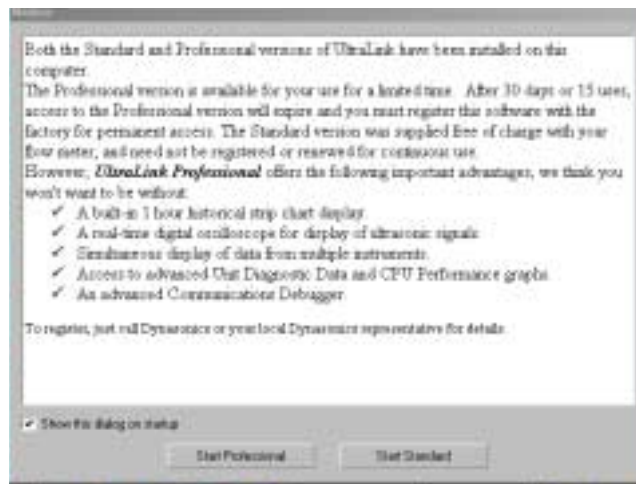 Both the Standard and Professional versions of UltraLink have been installed on this
computer.
The Professional version is available for your use for a limited time. After 30 days or 15 uses,
access to the Professional version will expire and you must register this software with the
factory for permanent access. The Standard version was supplied free of charge with your
flow meter, and need not be registered or renewed for continuous use.
However, UltraLink Professional offers the following important advantages, we think you
won't want to be without:
✓ A built-in 1 hour historical strip chart display
✓ A real-time digital oscilloscope for display of ultrasonic signals
✓ Simultaneous display of data from multiple instruments.
✓ Access to advanced Unit Diagnostic Data and CPU Performance graphs
✓ An advanced Communications Debugger
To register, just call Dynasonics or your local Dynasonics representative for details.
✓ Show this dialog on startup
Start Professional
Start Standard